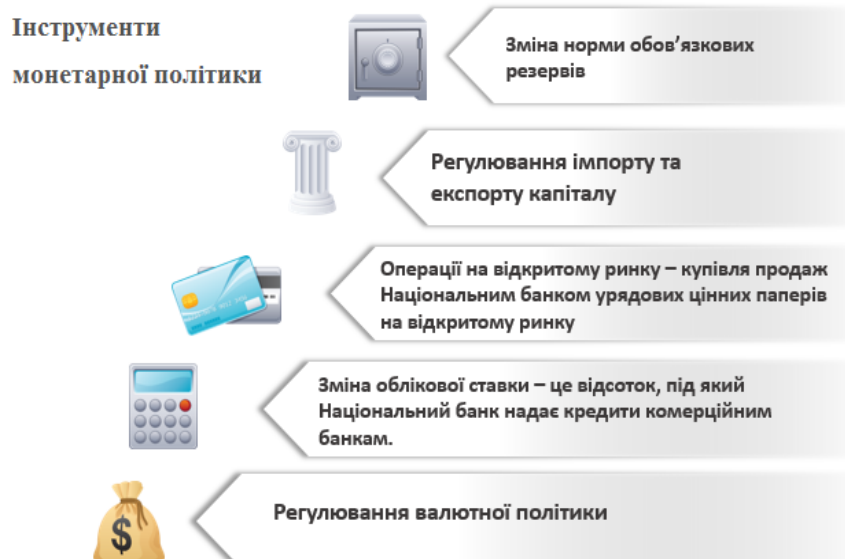 Інструменти
монетарної політики
Зміна норми обов’язкових
резервів
Регулювання імпорту та
експорту капіталу
Операції на відкритого ринку – купівля продаж
Національним банком урядових цінних паперів
на відкритому ринку
Зміна облікової ставки – це відсоток, під який
Національний банк надає кредити комерційним
банкам.
Регулювання валютної політики
$